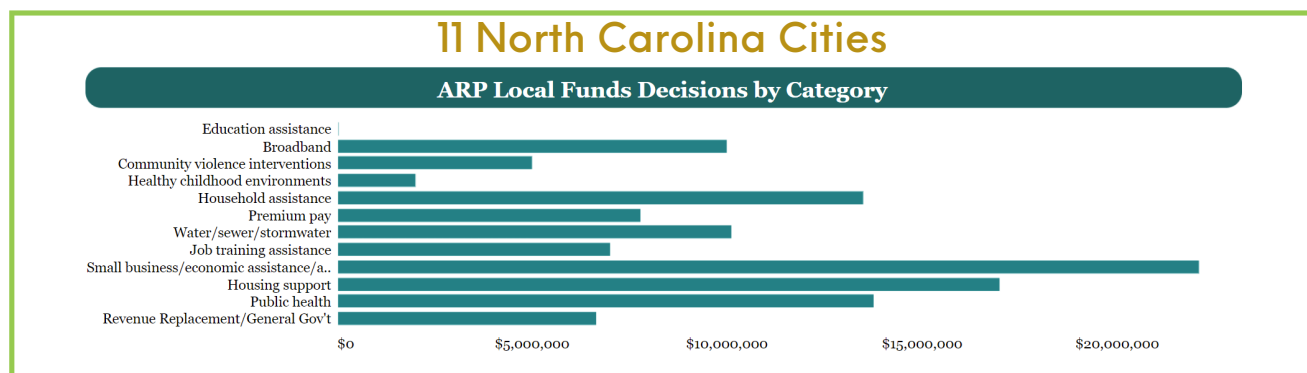 11 North Carolina Cities
ARP Local Funds Decisions by Category
Education assistance
Broadband
Community violence interventions
Healthy childhood environments
Household assistance
Premium pay
Water/sewer/stormwater
Job training assistance
Small business/economic assistance/a..
Housing support
Public health
Revenue Replacement/General Gov't
$0 $5,000,000 $10,000,000 $15,000,000 $20,000,000